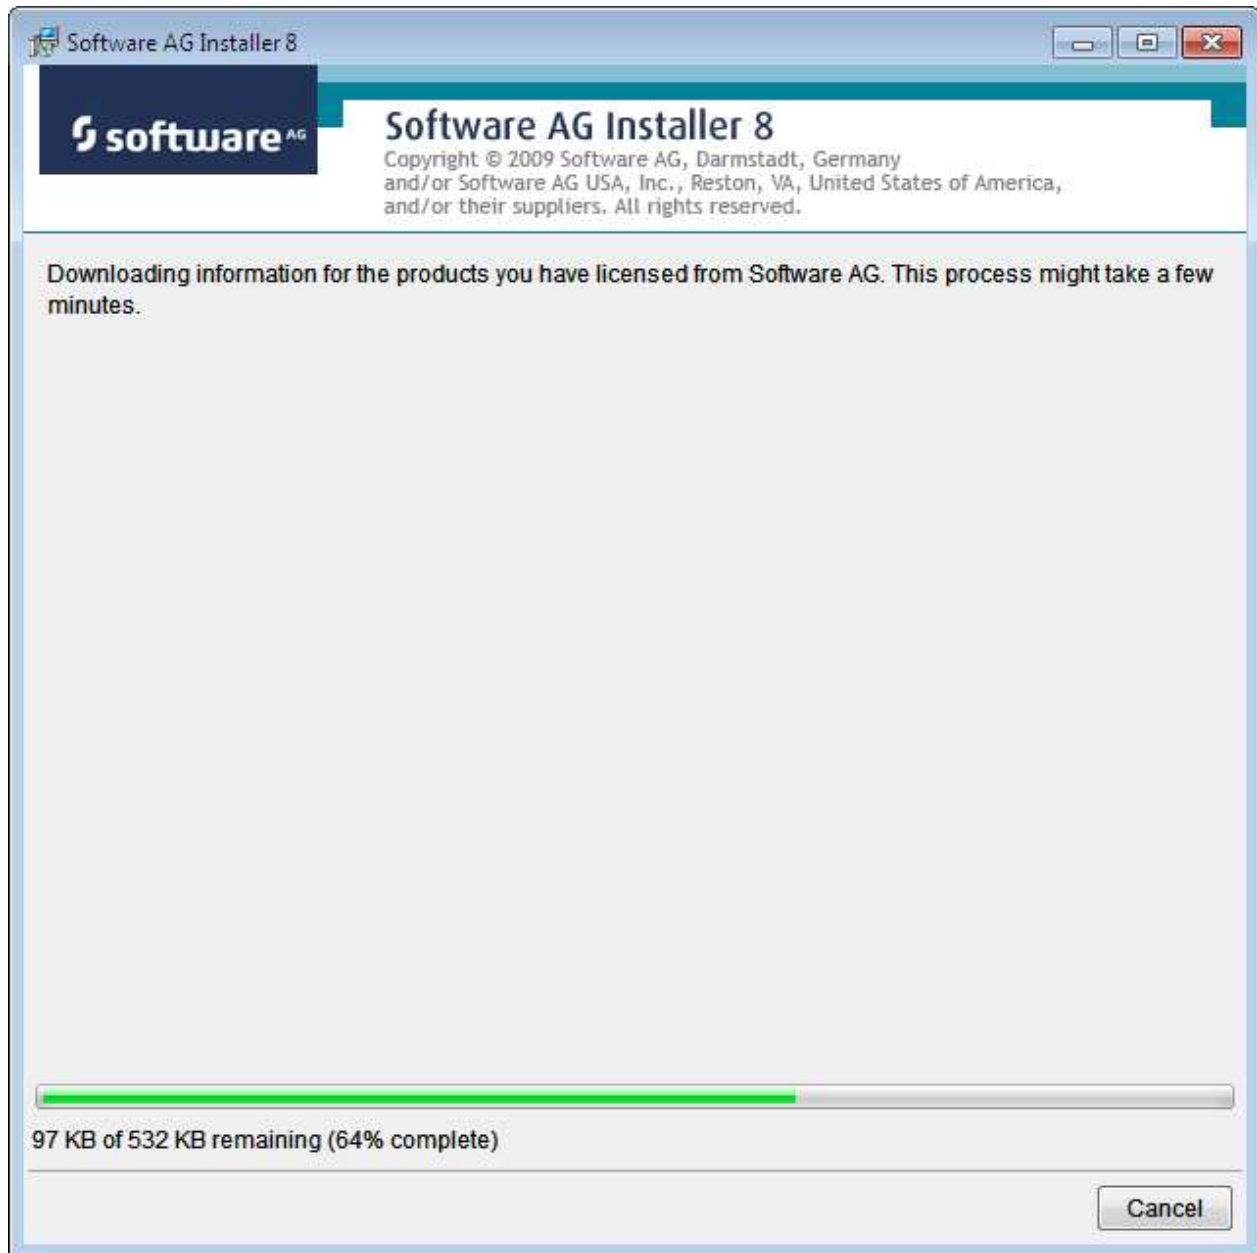 Software AG Installer 8
software AG
Software AG Installer 8
Copyright © 2009 Software AG, Darmstadt, Germany
and/or Software AG USA, Inc., Reston, VA, United States of America,
and/or their suppliers. All rights reserved.
Downloading information for the products you have licensed from Software AG. This process might take a few
minutes.
97 KB of 532 KB remaining (64% complete)
Cancel